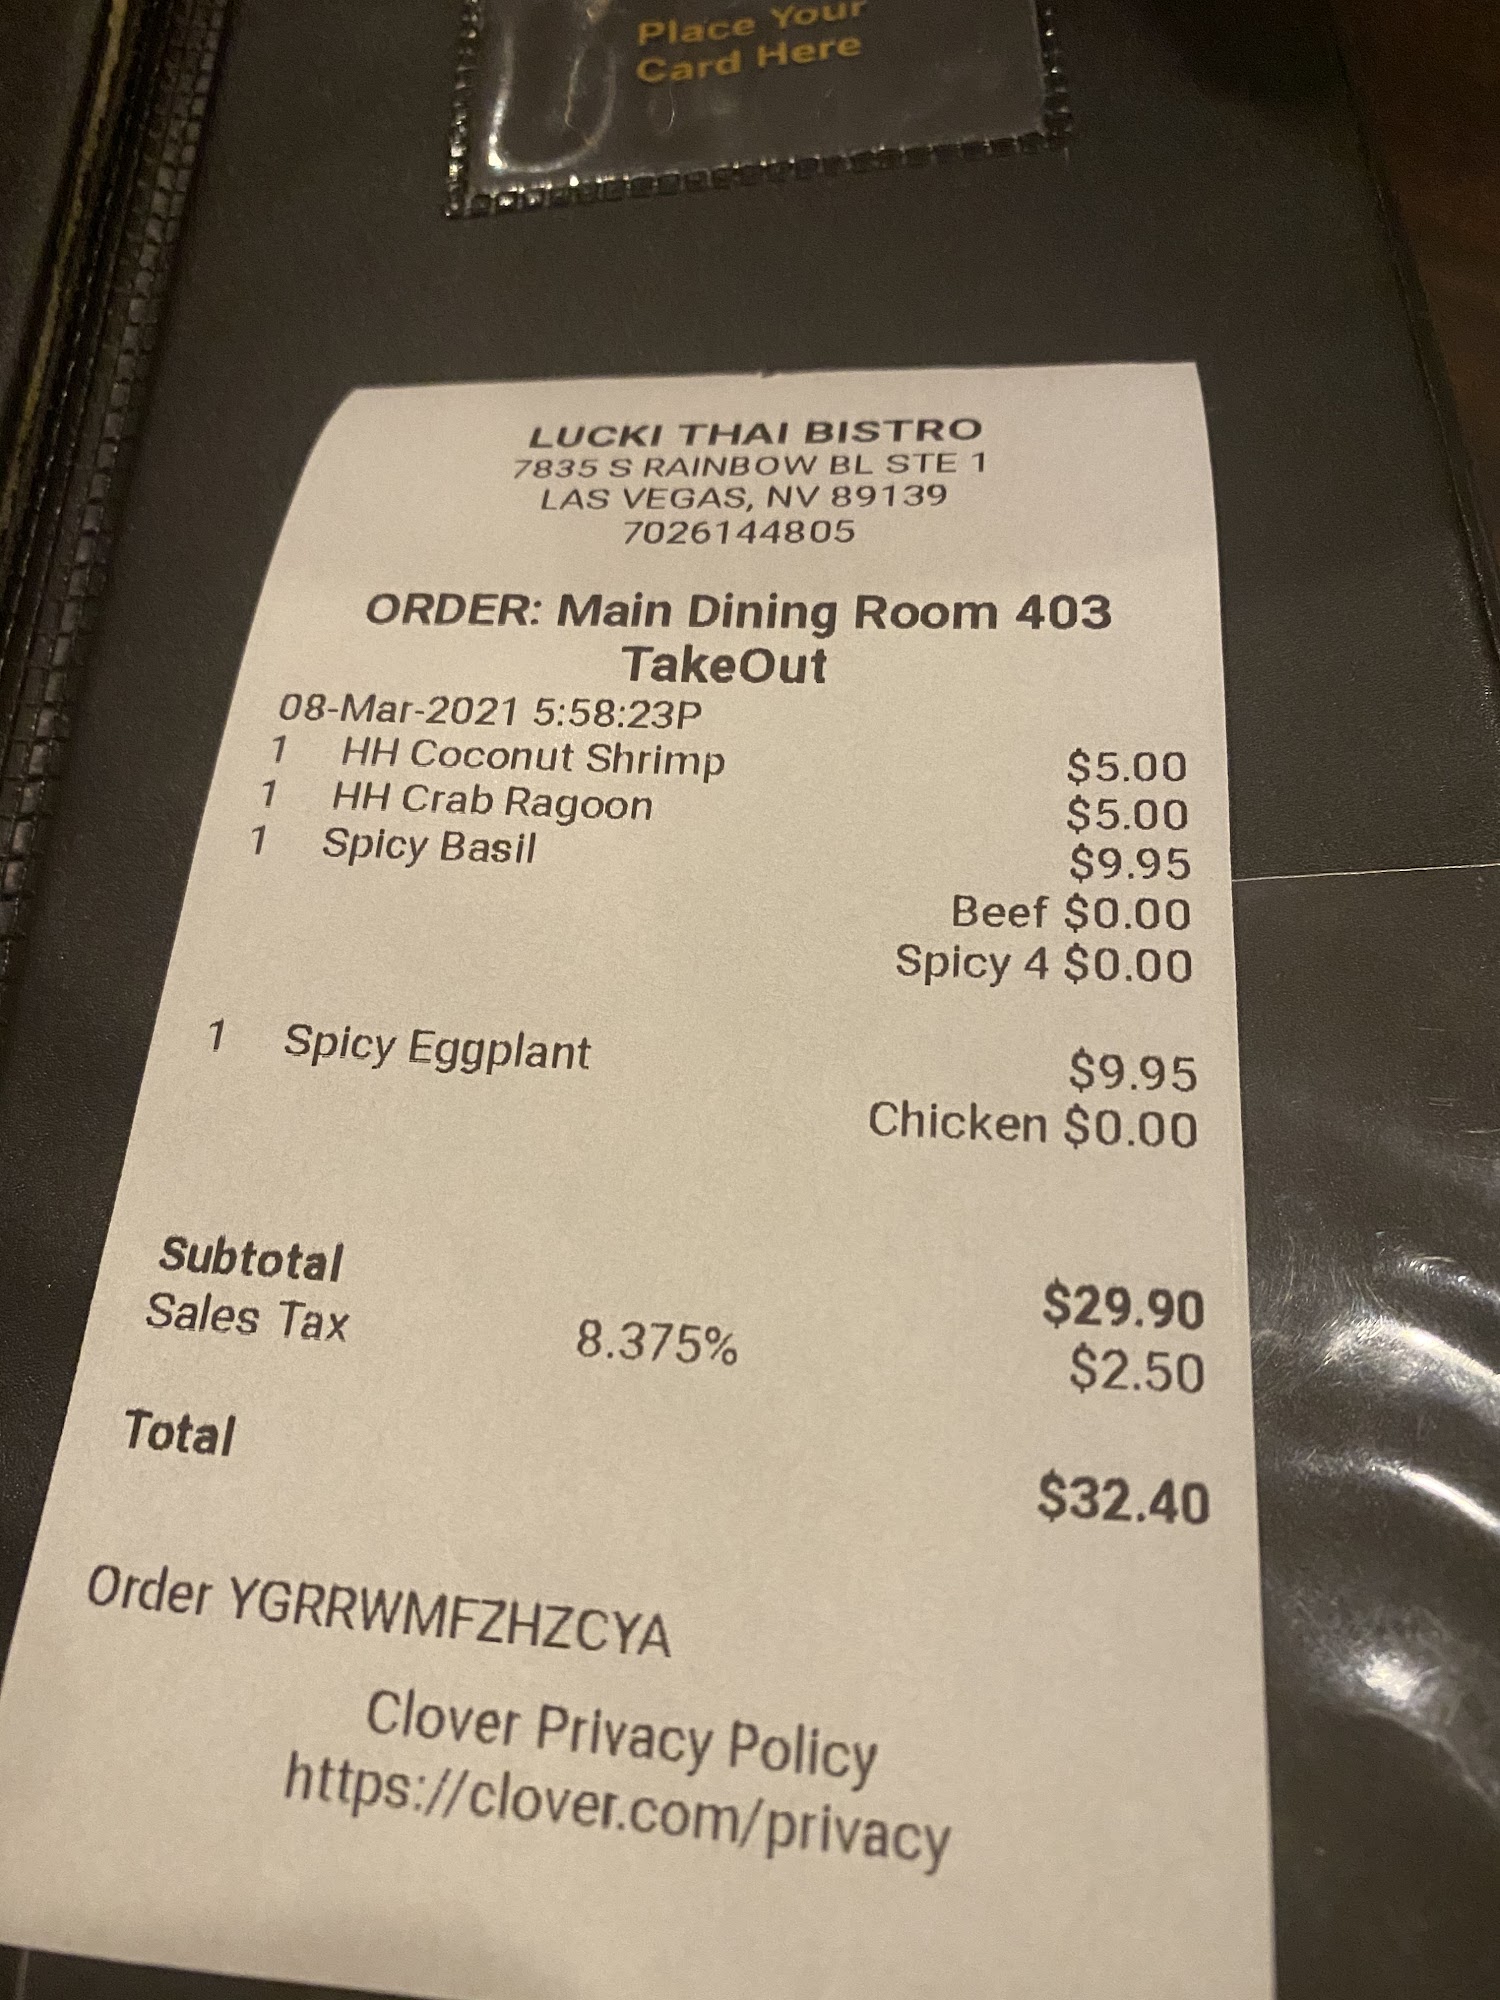 Place Your
Card Here
LUCKI THAI BISTRO
7835 S RAINBOW BL STE 1
LAS VEGAS, NV 89139
7026144805
ORDER: Main Dining Room 403
TakeOut
08-Mar-2021 5:58:23P
1 HH Coconut Shrimp $5.00
1 HH Crab Ragoon $5.00
1 Spicy Basil $9.95
Beef $0.00
Spicy 4 $0.00
1 Spicy Eggplant $9.95
Chicken $0.00
Subtotal $29.90
Sales Tax 8.375% $2.50
Total $32.40
Order YGRRWMFZHZCYA
Clover Privacy Policy
https://clover.com/privacy